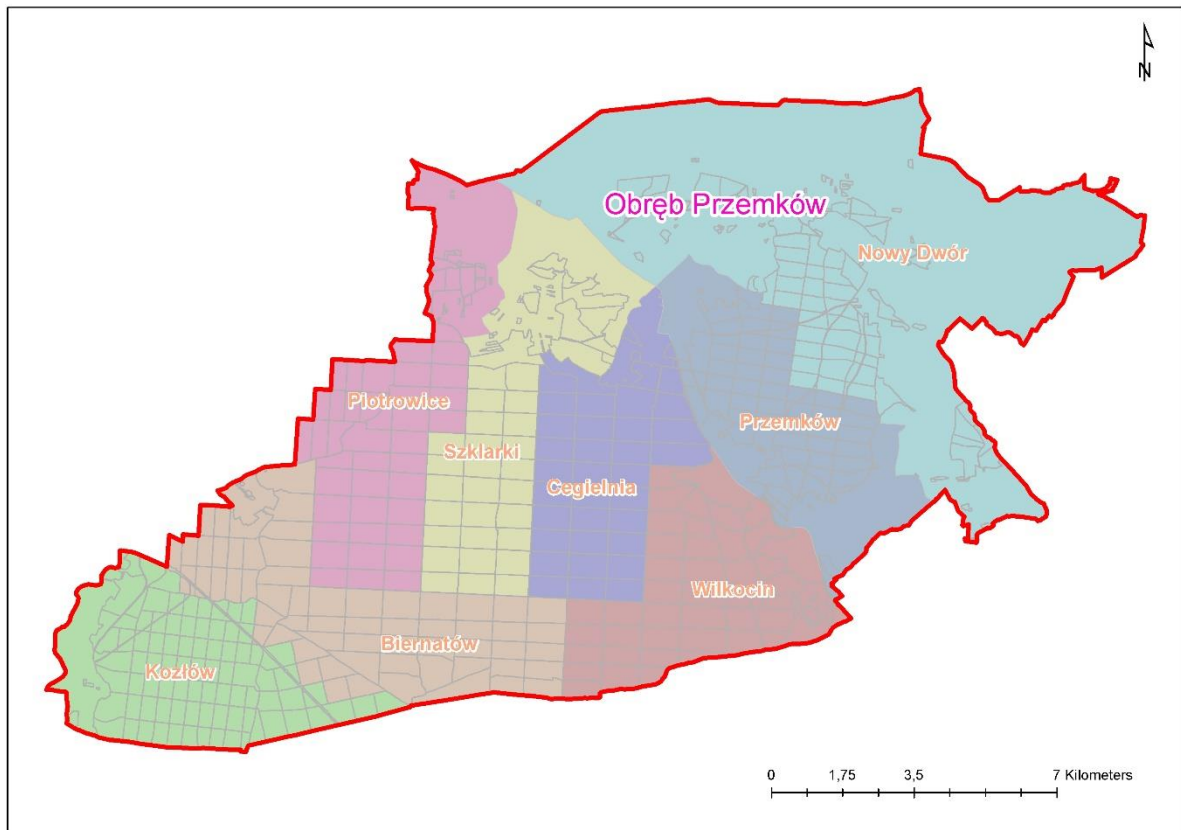 N
Obręb Przemków
Nowy Dwór
Piotrowice
Przemków
Szklarki
Cegielnia
Wilkocin
Biernatów
Kozłów
0 1,75 3,5 7 Kilometers